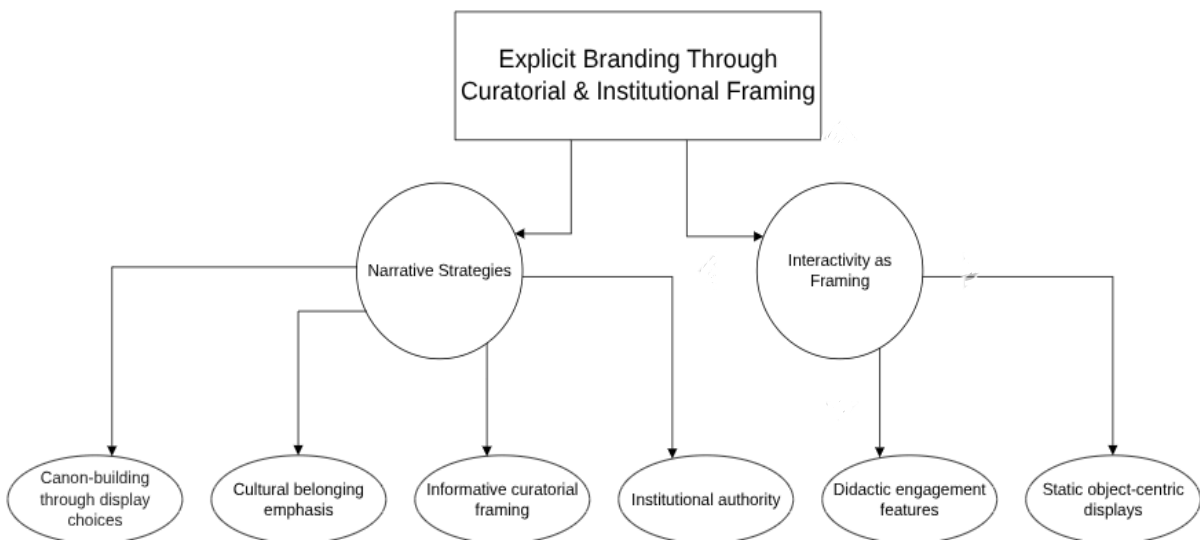 Explicit Branding Through
Curatorial & Institutional Framing
Narrative Strategies
Interactivity as
Framing
Canon-building
through display
choices
Cultural belonging
emphasis
Informative curatorial
framing
Institutional authority
Didactic engagement
features
Static object-centric
displays